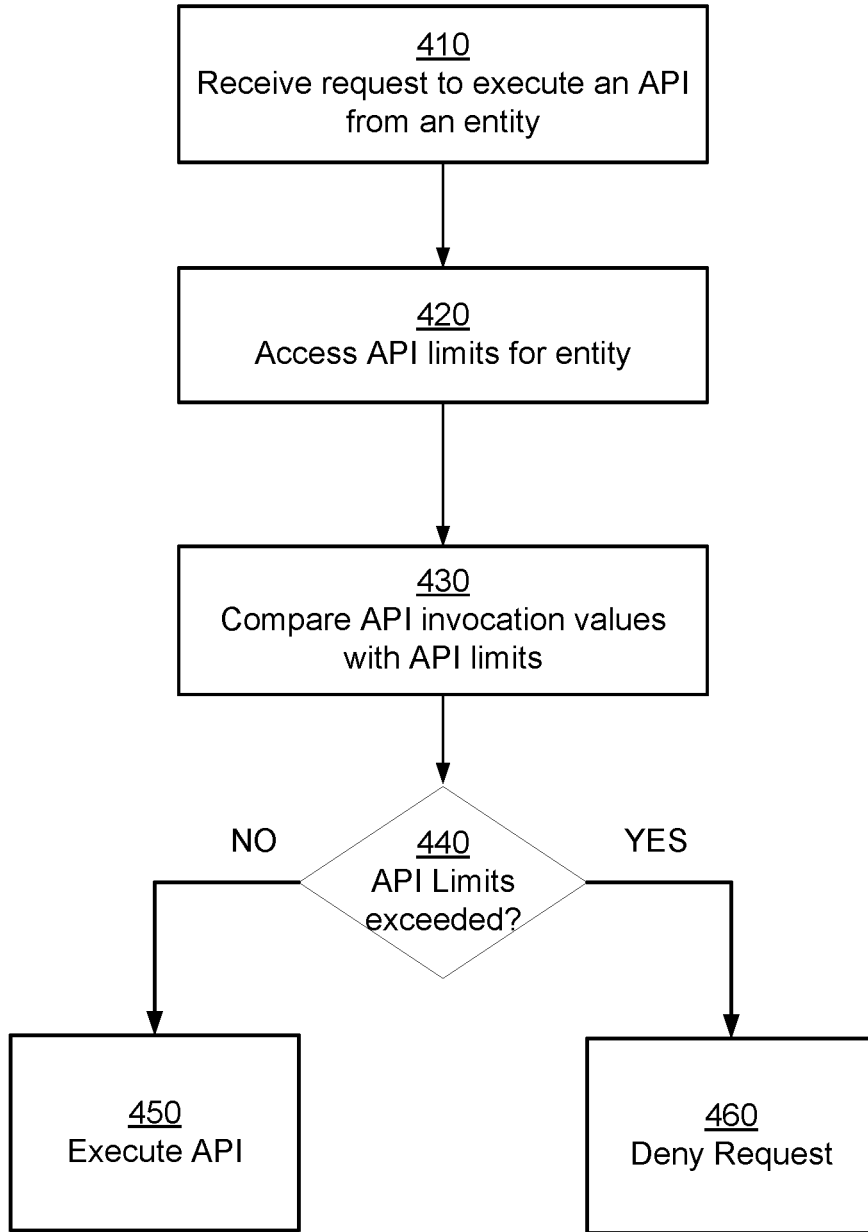 410
Receive request to execute an API
from an entity
420
Access API limits for entity
430
Compare API invocation values
with API limits
NO
YES
440
API Limits
exceeded?
450
Execute API
460
Deny Request